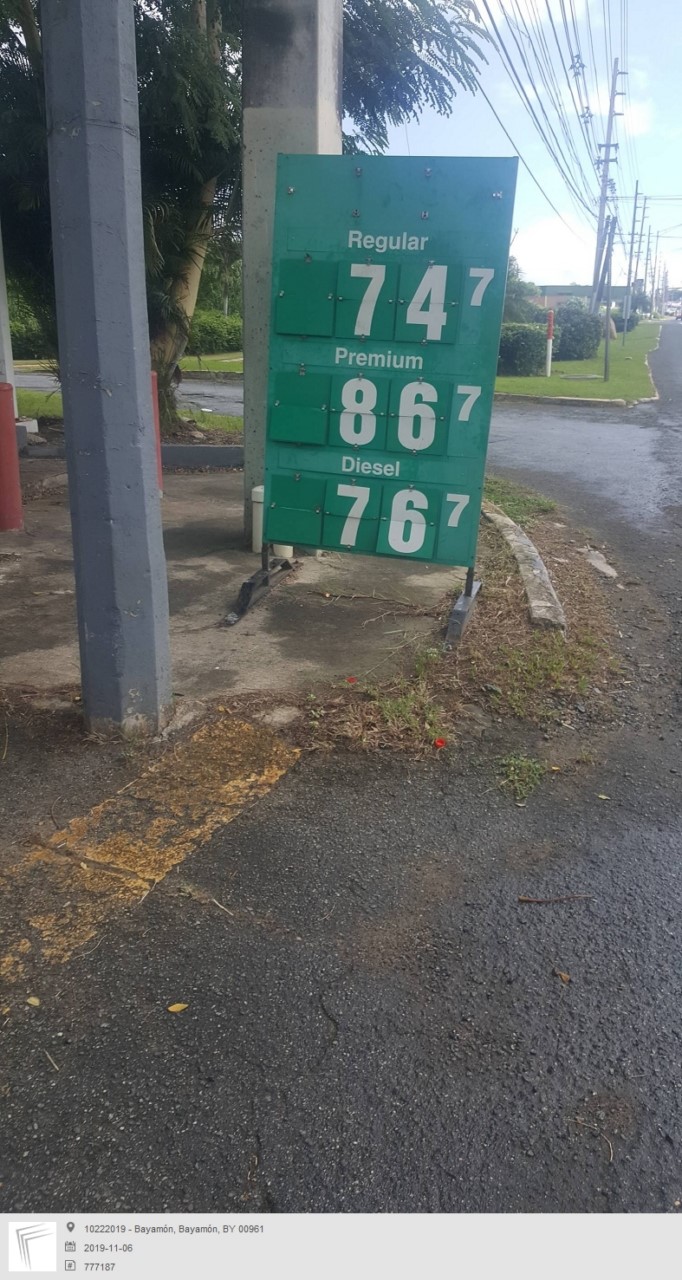 Regular
74 7
Premium
86 7
Diesel
76 7
10222019 - Bayamón, Bayamón, BY 00961
2019-11-06
777187